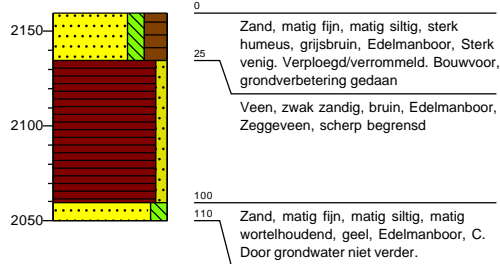 0
2150
Zand, matig fijn, matig siltig, sterk
humeus, grijsbruin, Edelmanboor, Sterk
25
venig. Verploegd/verrommeld. Bouwvoor,
grondverbetering gedaan
Veen, zwak zandig, bruin, Edelmanboor,
Zeggeveen, scherp begrensd
2100
100
2050
110
Zand, matig fijn, matig siltig, matig
wortelhoudend, geel, Edelmanboor, C.
Door grondwater niet verder.